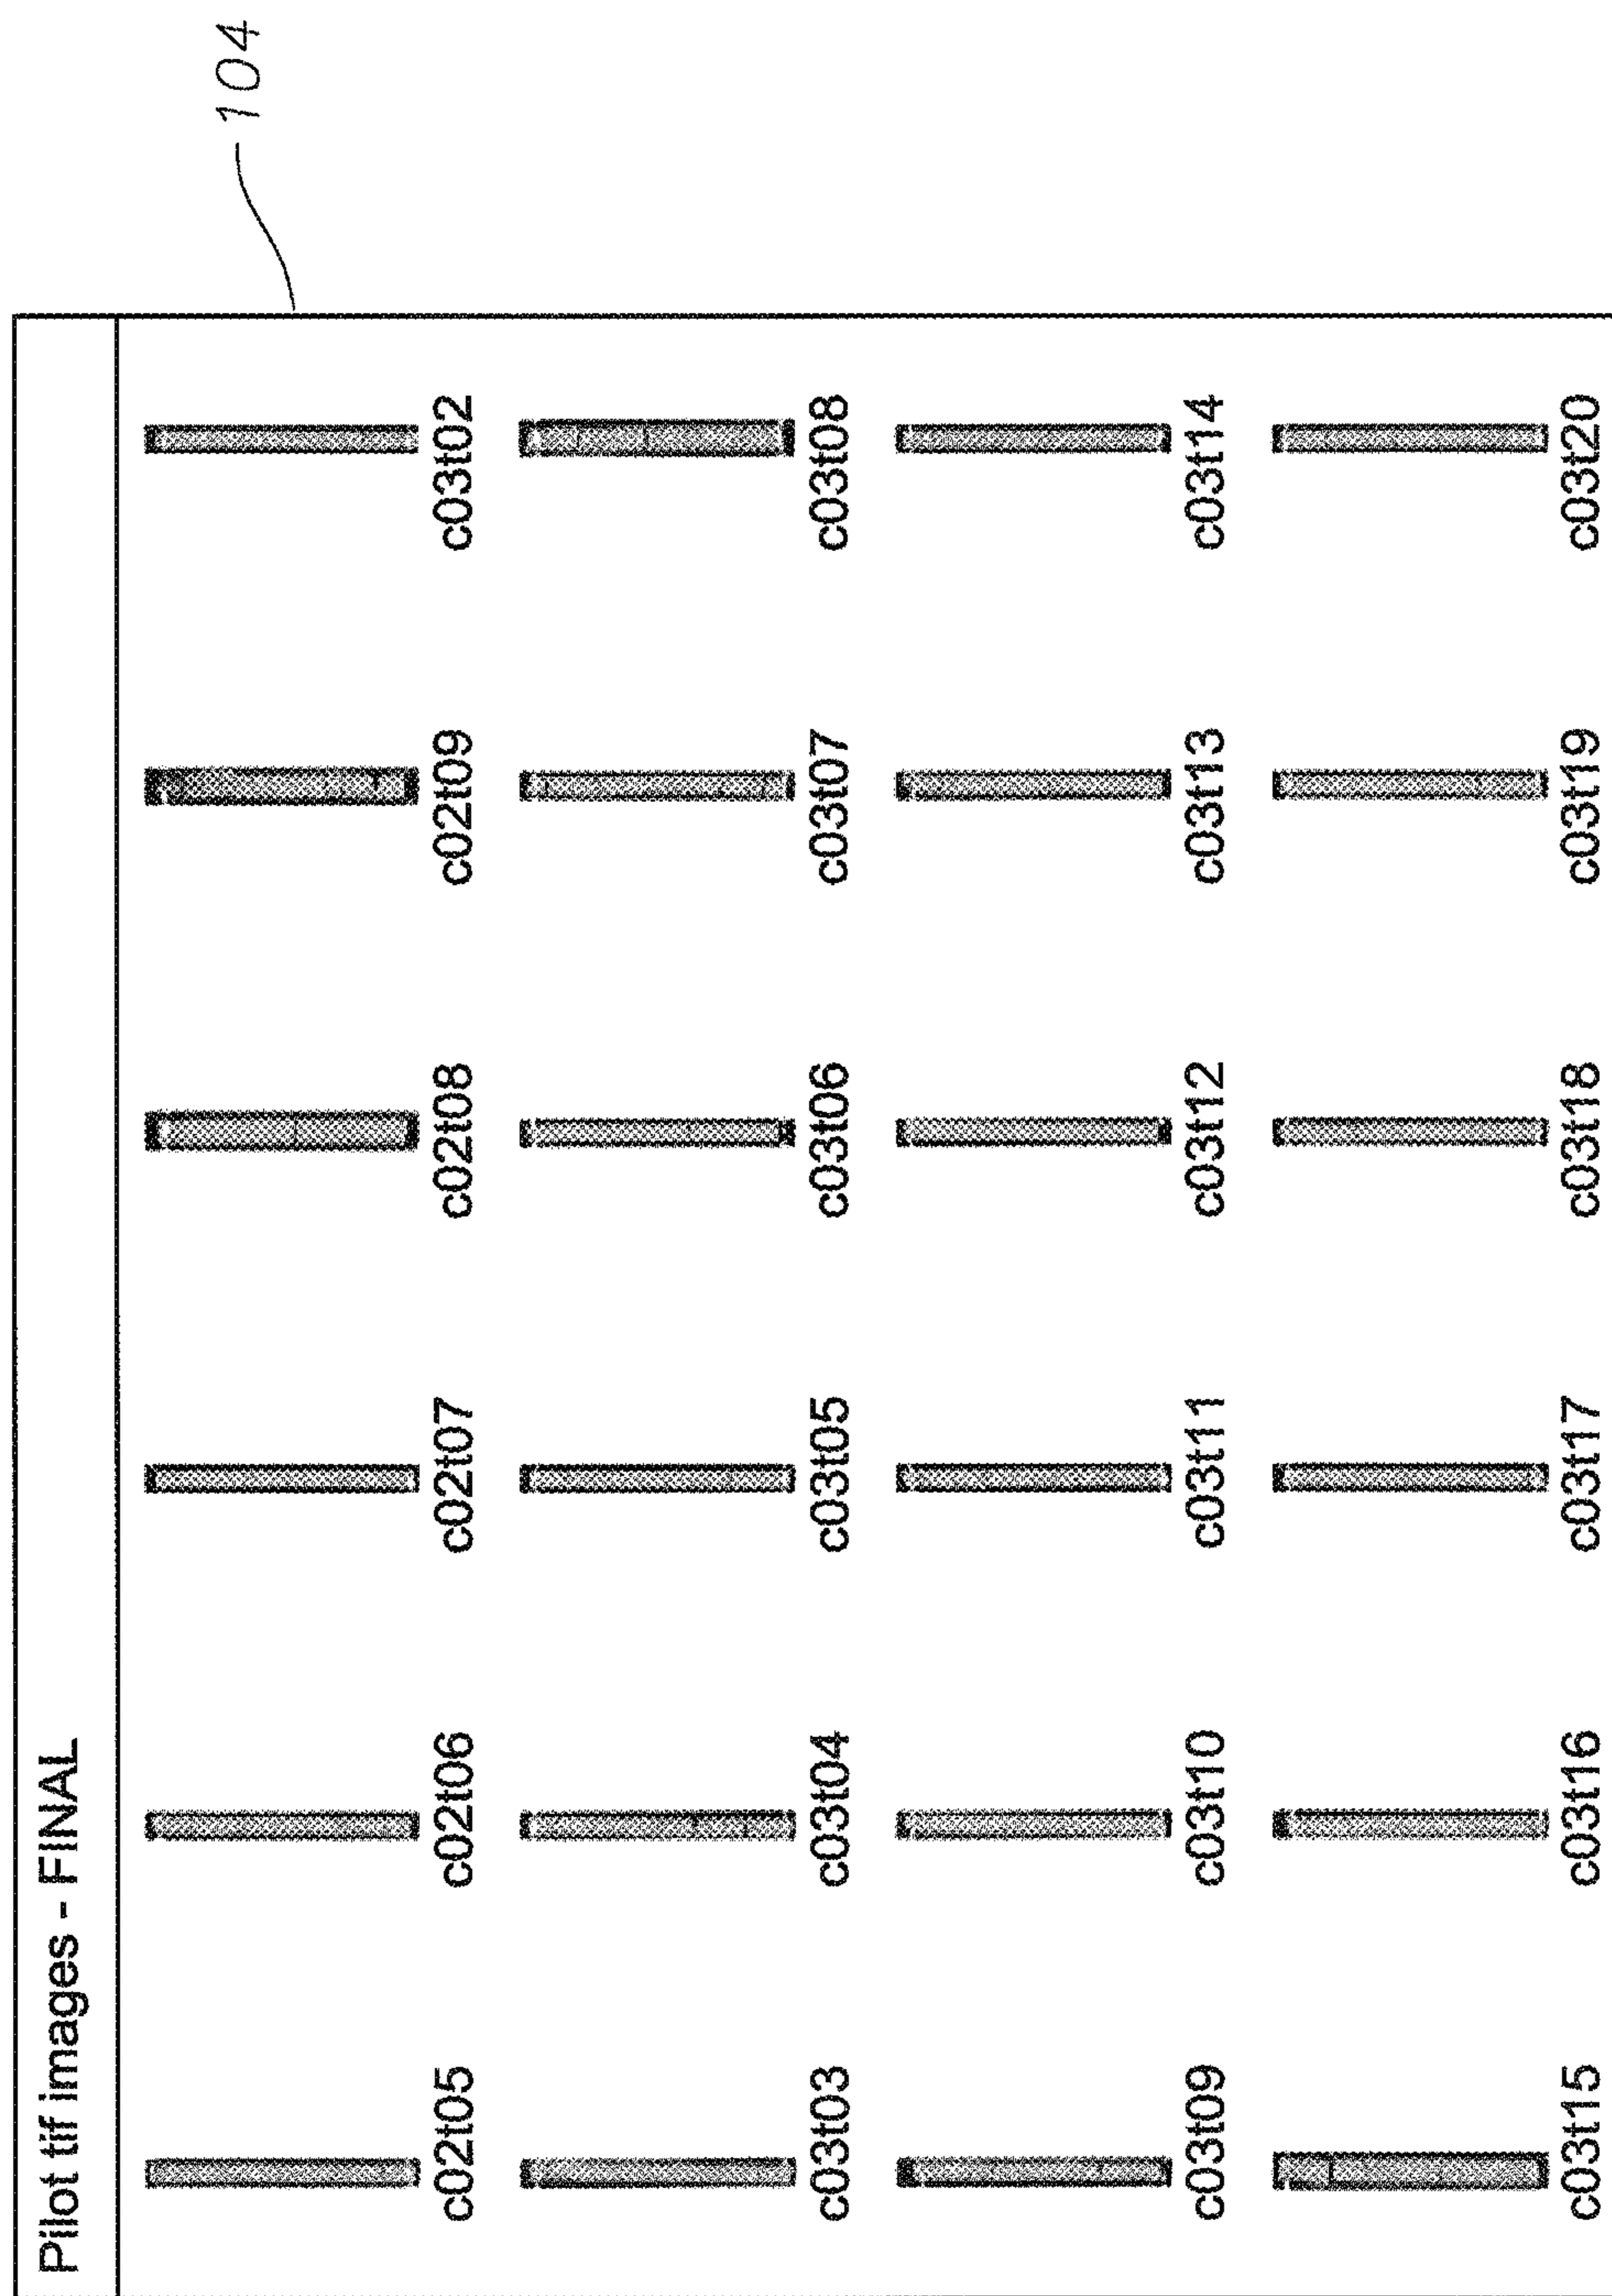 Pilot tif images - FINAL
104
c02t05 c02t06 c02t07 c02t08 c02t09 c03t02
c03t03 c03t04 c03t05 c03t06 c03t07 c03t08
c03t09 c03t10 c03t11 c03t12 c03t13 c03t14
c03t15 c03t16 c03t17 c03t18 c03t19 c03t20